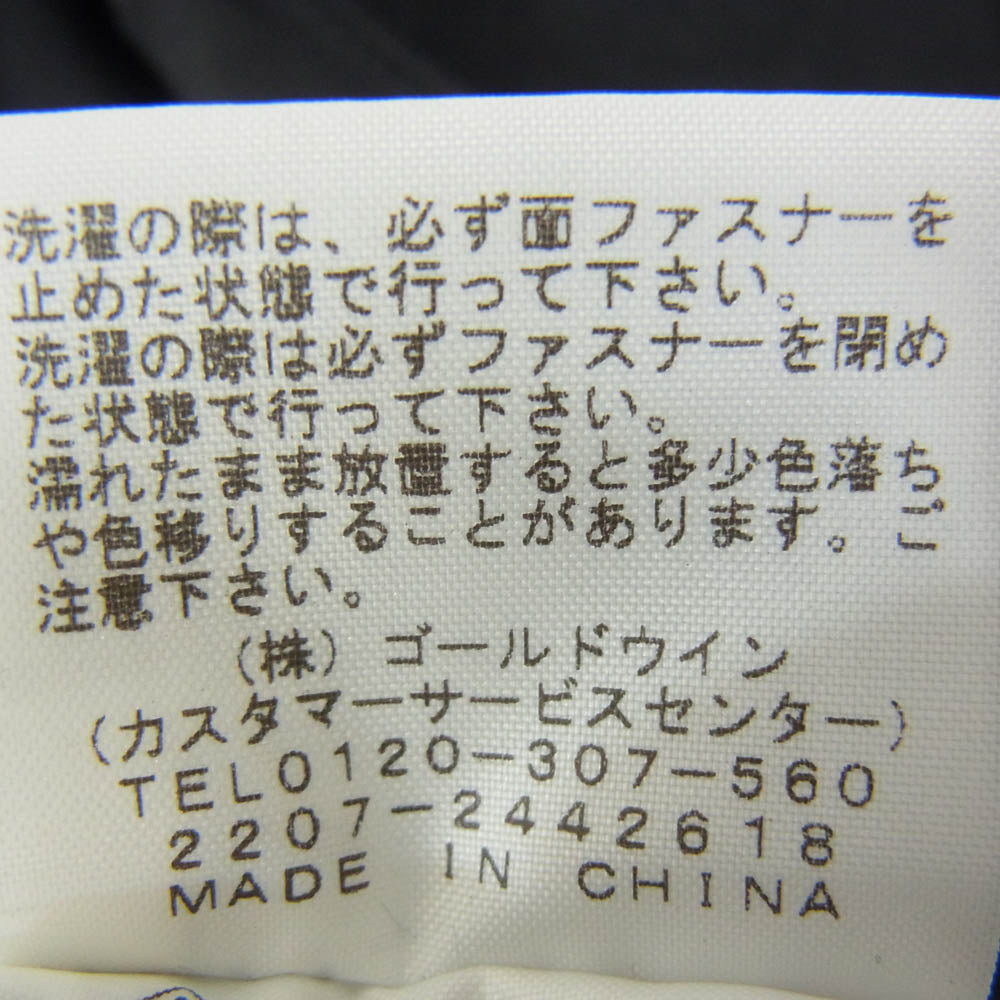 洗濯の際は、必ず面ファスナーを
止めた状態で行って下さい。
洗濯の際は必ずファスナーを閉め
た状態で行って下さい。
濡れたまま放置すると多少色落ち
や色移りすることがあります。ご
注意下さい。
(株) ゴールドウイン
(カスタマーサービスセンター)
TEL0120-307-560
2207-2442618
MADE IN CHINA